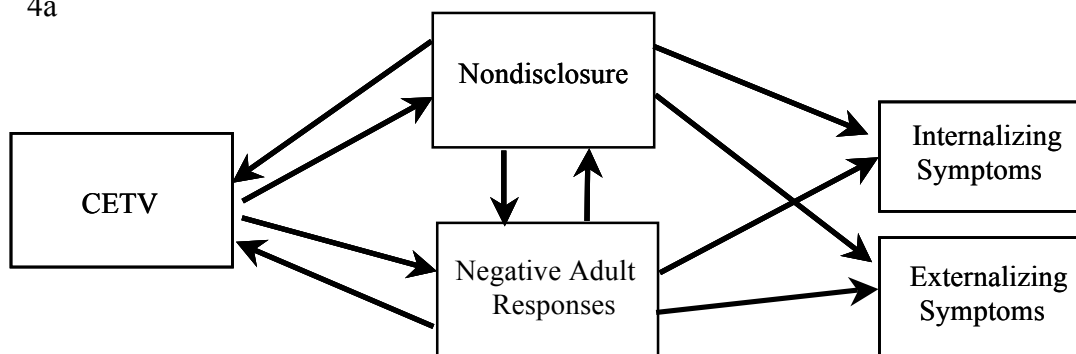 4a
Nondisclosure
Internalizing
Symptoms
CETV
Negative Adult
Responses
Externalizing
Symptoms